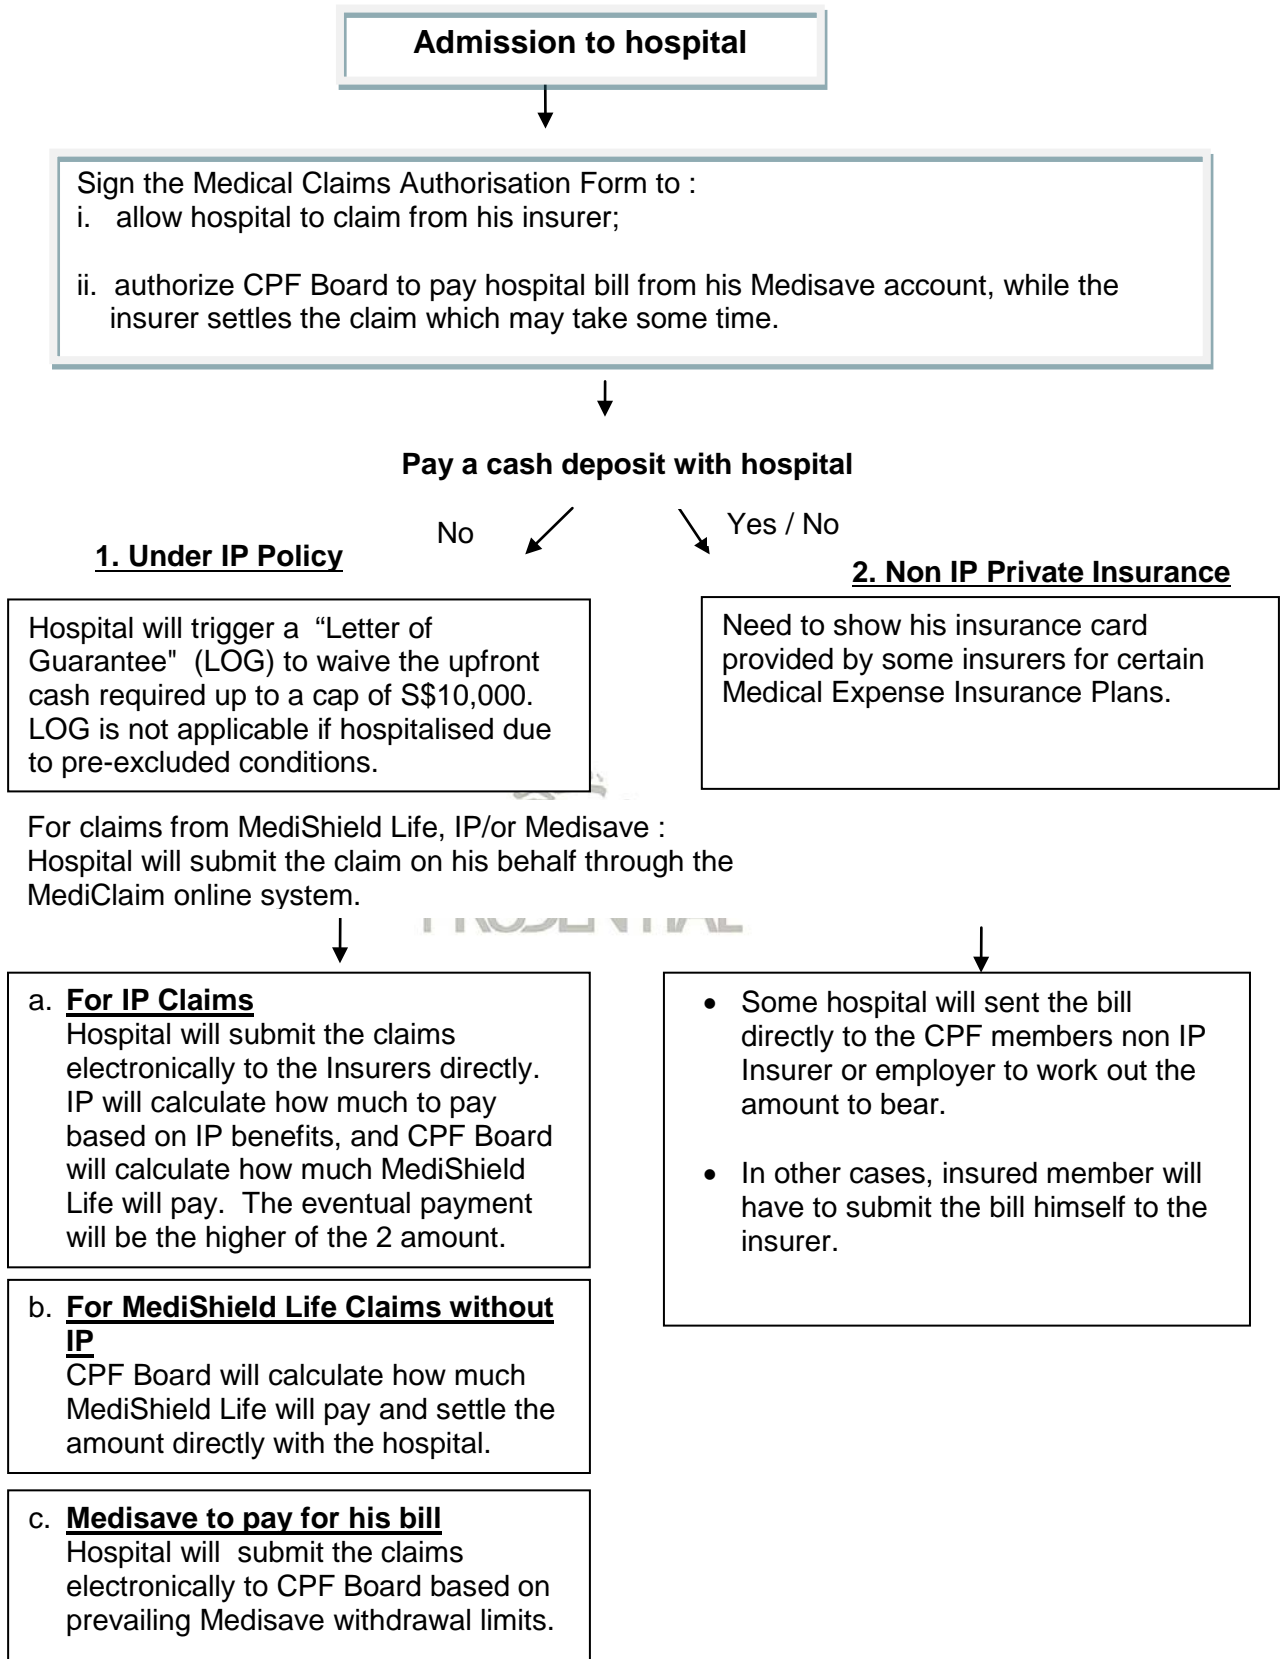 Admission to hospital
Sign the Medical Claims Authorisation Form to :
i. allow hospital to claim from his insurer;
ii. authorize CPF Board to pay hospital bill from his Medisave account, while the
insurer settles the claim which may take some time.
Pay a cash deposit with hospital
No
Yes / No
1. Under IP Policy
Hospital will trigger a “Letter of
Guarantee" (LOG) to waive the upfront
cash required up to a cap of S$10,000.
LOG is not applicable if hospitalised due
to pre-excluded conditions.
2. Non IP Private Insurance
Need to show his insurance card
provided by some insurers for certain
Medical Expense Insurance Plans.
For claims from MediShield Life, IP/or Medisave :
Hospital will submit the claim on his behalf through the
MediClaim online system.
PRUDENTIAL
a. For IP Claims
Hospital will submit the claims
electronically to the Insurers directly.
IP will calculate how much to pay
based on IP benefits, and CPF Board
will calculate how much MediShield
Life will pay. The eventual payment
will be the higher of the 2 amount.
b. For MediShield Life Claims without
IP
CPF Board will calculate how much
MediShield Life will pay and settle the
amount directly with the hospital.
c. Medisave to pay for his bill
Hospital will submit the claims
electronically to CPF Board based on
prevailing Medisave withdrawal limits.
• Some hospital will sent the bill
directly to the CPF members non IP
Insurer or employer to work out the
amount to bear.
• In other cases, insured member will
have to submit the bill himself to the
insurer.